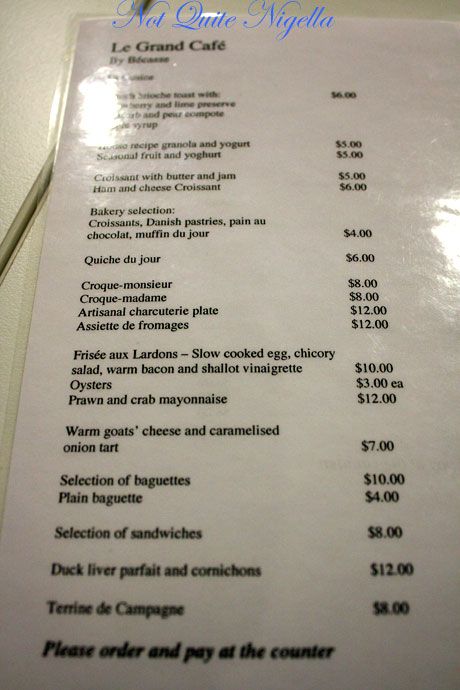 Not Quite Nigella
Le Grand Café
By Bécasse
Cuisine
brioche toast with: $6.00
and lime preserve
and pear compote
syrup
House recipe granola and yogurt $5.00
Seasonal fruit and yoghurt $5.00
Croissant with butter and jam $5.00
Ham and cheese Croissant $6.00
Bakery selection:
Croissants, Danish pastries, pain au
chocolat, muffin du jour $4.00
Quiche du jour $6.00
Croque-monsieur $8.00
Croque-madame $8.00
Artisanal charcuterie plate $12.00
Assiette de fromages $12.00
Frisée aux Lardons – Slow cooked egg, chicory
salad, warm bacon and shallot vinaigrette $10.00
Oysters $3.00 ea
Prawn and crab mayonnaise $12.00
Warm goats' cheese and caramelised
onion tart $7.00
Selection of baguettes $10.00
Plain baguette $4.00
Selection of sandwiches $8.00
Duck liver parfait and cornichons $12.00
Terrine de Campagne $8.00
Please order and pay at the counter